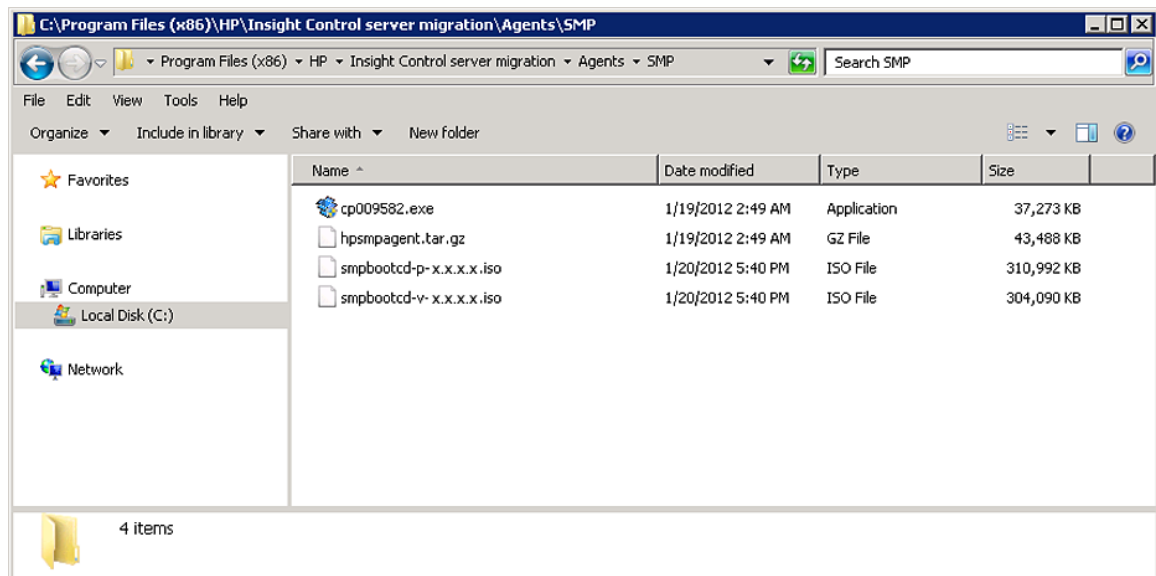 C:\Program Files (x86)\HP\Insight Control server migration\Agents\SMP
Program Files (x86) HP Insight Control server migration Agents SMP Search SMP
File Edit View Tools Help
Organize Include in library Share with New folder
Favorites
Libraries
Computer
Local Disk (C:)
Network
Name Date modified Type Size
cp009582.exe 1/19/2012 2:49 AM Application 37,273 KB
hpsmpagent.tar.gz 1/19/2012 2:49 AM GZ File 43,488 KB
smpbootcd-p-x.x.x.x.iso 1/20/2012 5:40 PM ISO File 310,992 KB
smpbootcd-v-x.x.x.x.iso 1/20/2012 5:40 PM ISO File 304,090 KB
4 items